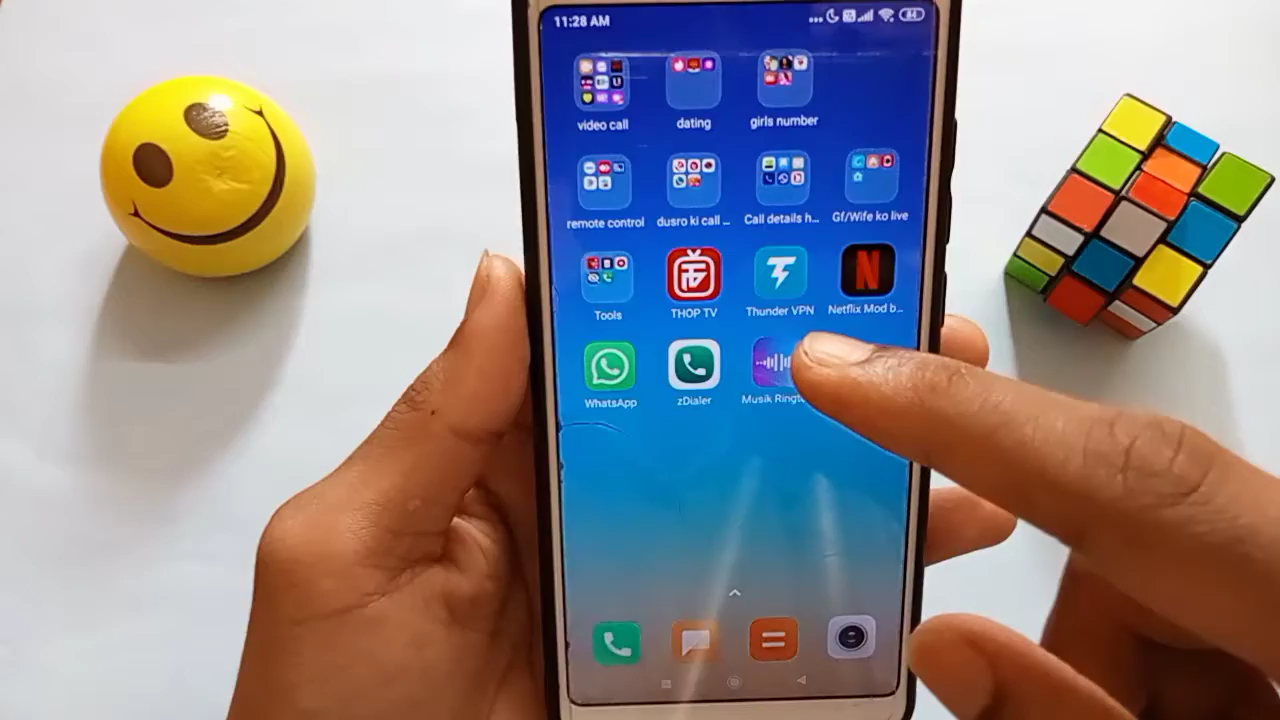 11:28 AM
84
video call
dating
girls number
remote control
dusro ki call ...
Call details h...
Gf/Wife ko live
Tools
THOP TV
Thunder VPN
Netflix Mod b...
WhatsApp
zDialer
Musik Ringt